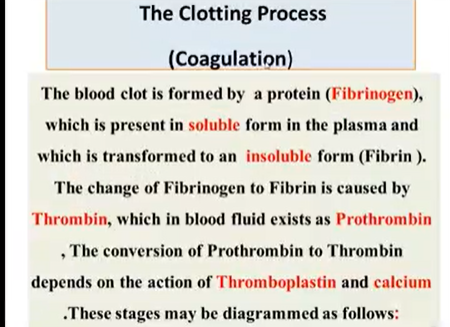 The Clotting Process
(Coagulation)
The blood clot is formed by a protein (Fibrinogen),
which is present in soluble form in the plasma and
which is transformed to an insoluble form (Fibrin ).
The change of Fibrinogen to Fibrin is caused by
Thrombin, which in blood fluid exists as Prothrombin
, The conversion of Prothrombin to Thrombin
depends on the action of Thromboplastin and calcium
.These stages may be diagrammed as follows: